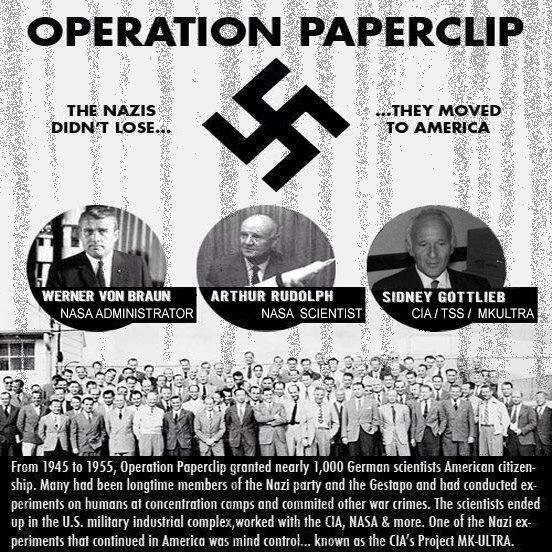 OPERATION PAPERCLIP
THE NAZIS
DIDN'T LOSE...
...THEY MOVED
TO AMERICA
WERNER VON BRAUN
NASA ADMINISTRATOR
ARTHUR RUDOLPH
NASA SCIENTIST
SIDNEY GOTTLIEB
CIA / TSS / MKULTRA
From 1945 to 1955, Operation Paperclip granted nearly 1,000 German scientists American citizen-
ship. Many had been longtime members of the Nazi party and the Gestapo and had conducted ex-
periments on humans at concentration camps and commited other war crimes. The scientists ended
up in the U.S. military industrial complex,worked with the CIA, NASA & more. One of the Nazi ex-
periments that continued in America was mind control... known as the CIA's Project MK-ULTRA.